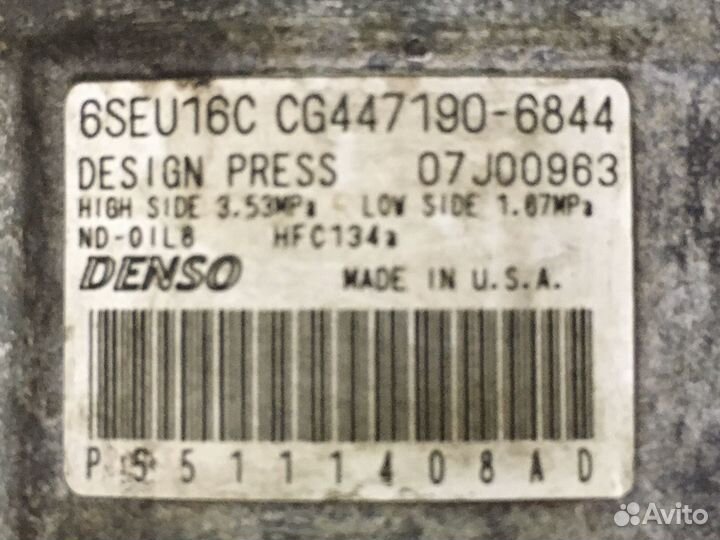 6SEU16C CG447190-6844
DESIGN PRESS 07J00963
HIGH SIDE 3.53MPa LOW SIDE 1.67MPa
ND-OIL8 HFC134a
DENSO MADE IN U.S.A.
P55111408AD
Avito